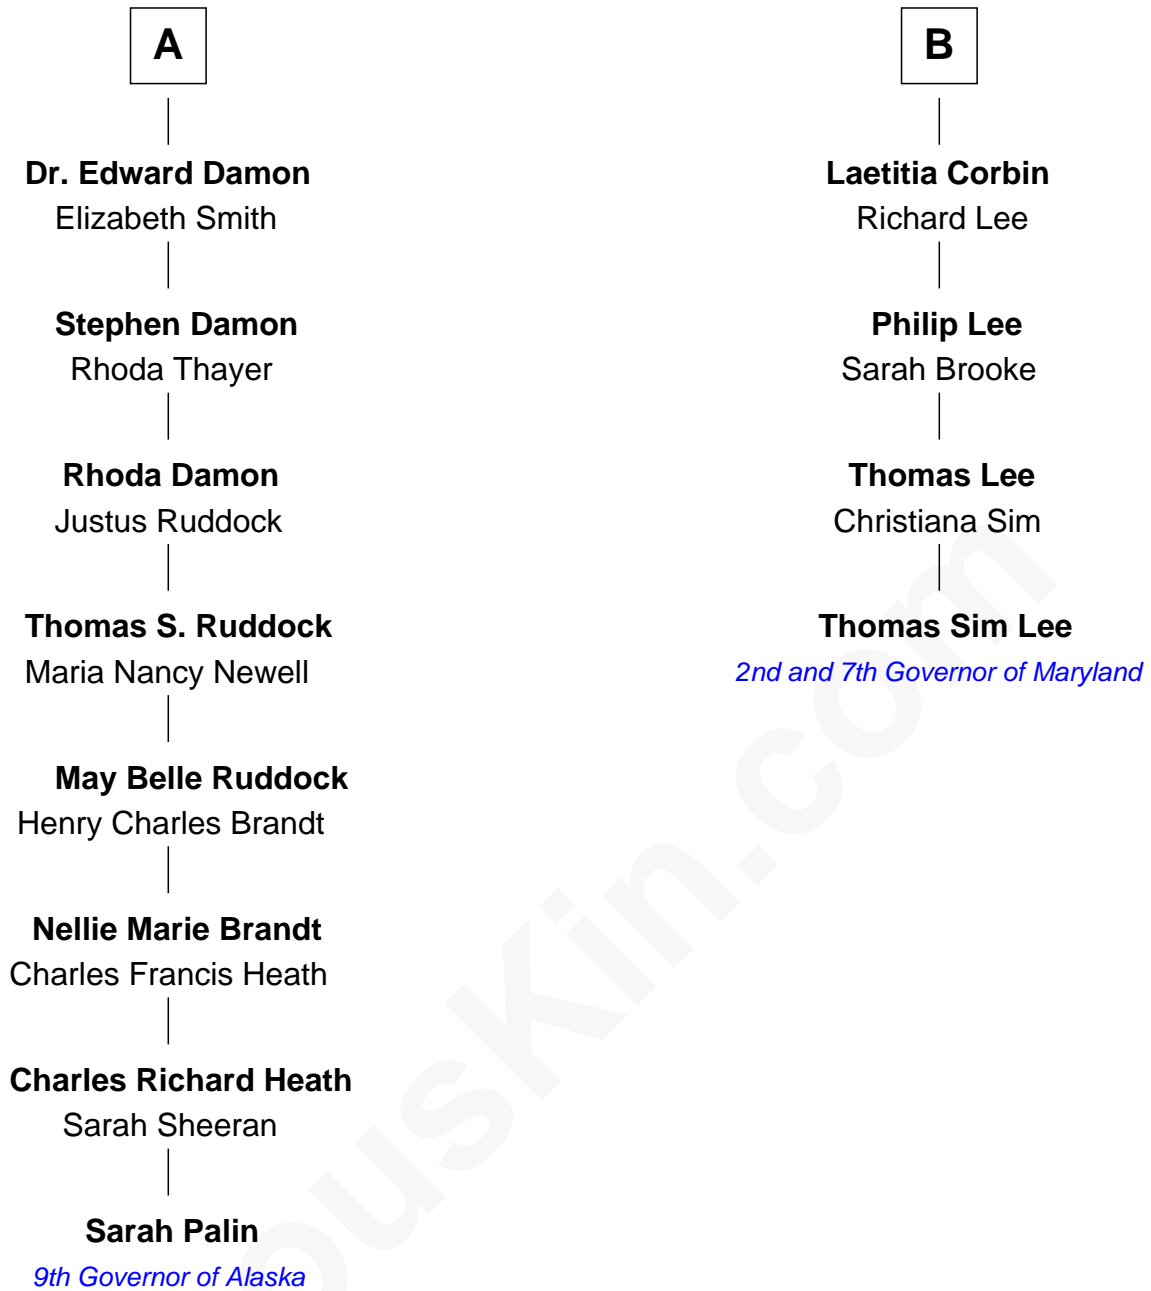 A
Dr. Edward Damon
Elizabeth Smith
Stephen Damon
Rhoda Thayer
Rhoda Damon
Justus Ruddock
Thomas S. Ruddock
Maria Nancy Newell
May Belle Ruddock
Henry Charles Brandt
Nellie Marie Brandt
Charles Francis Heath
Charles Richard Heath
Sarah Sheeran
Sarah Palin
9th Governor of Alaska
B
Laetitia Corbin
Richard Lee
Philip Lee
Sarah Brooke
Thomas Lee
Christiana Sim
Thomas Sim Lee
2nd and 7th Governor of Maryland
ousKin.com